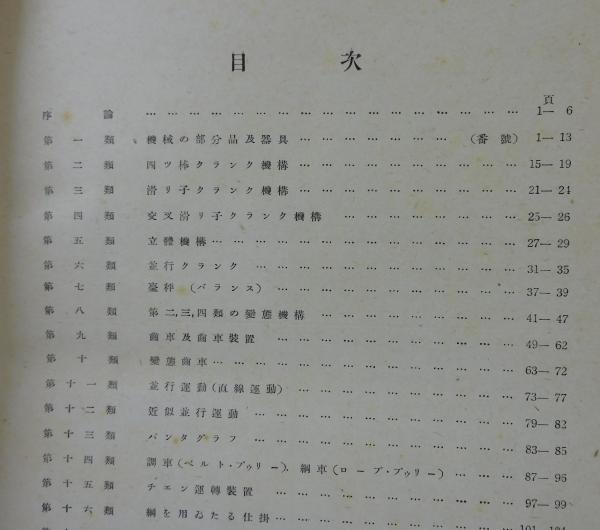 目次
頁
序論 … … … … … … … … … … … … … … … 1— 6
第一類 機械の部分品及器具 … … … … … … … … (番號) 1— 13
第二類 四ツ棒クランク機構 … … … … … … … … … … 15— 19
第三類 滑リ子クランク機構 … … … … … … … … … … 21— 24
第四類 交叉滑リ子クランク機構 … … … … … … … … 25— 26
第五類 立體機構 … … … … … … … … … … … … … 27— 29
第六類 並行クランク … … … … … … … … … … … … 31— 35
第七類 臺秤 (バランス) … … … … … … … … … … … 37— 39
第八類 第二,三,四類の變態機構 … … … … … … … … … 41— 47
第九類 齒車及齒車裝置 … … … … … … … … … … … 49— 62
第十類 變態齒車 … … … … … … … … … … … … … 63— 72
第十一類 並行運動(直線運動) … … … … … … … … … … 73— 77
第十二類 近似並行運動 … … … … … … … … … … … … 79— 82
第十三類 パンタグラフ … … … … … … … … … … … … 83— 85
第十四類 調車(ベルト・プゥリー), 綱車(ロープ・プゥリー) … … … 87— 96
第十五類 チエン運轉裝置 … … … … … … … … … … … 97— 99
第十六類 綱を用ゐたる仕掛 … … … … … … … … … … 101—